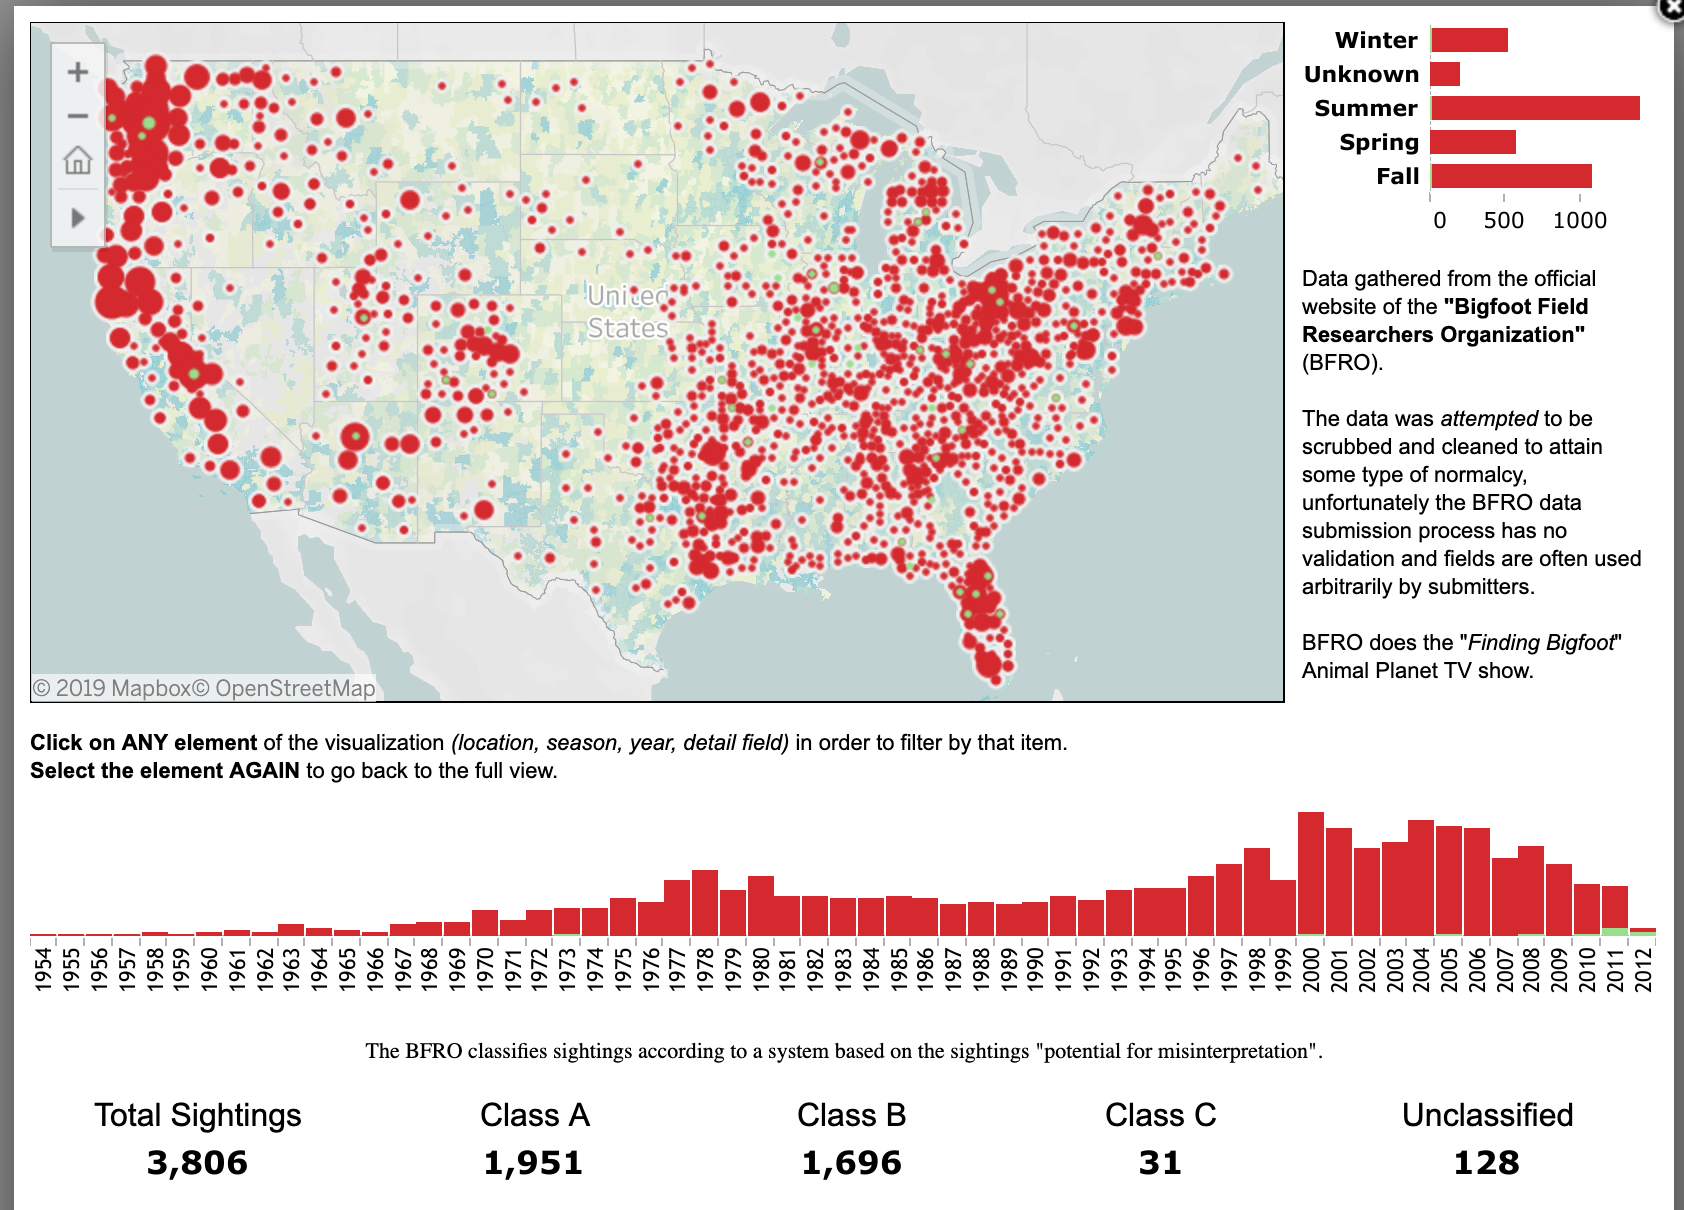 +
−
United
States
© 2019 Mapbox© OpenStreetMap
Winter
Unknown
Summer
Spring
Fall
0 500 1000
Data gathered from the official
website of the "Bigfoot Field
Researchers Organization"
(BFRO).
The data was attempted to be
scrubbed and cleaned to attain
some type of normalcy,
unfortunately the BFRO data
submission process has no
validation and fields are often used
arbitrarily by submitters.
BFRO does the "Finding Bigfoot"
Animal Planet TV show.
Click on ANY element of the visualization (location, season, year, detail field) in order to filter by that item.
Select the element AGAIN to go back to the full view.
1954 1955 1956 1957 1958 1959 1960 1961 1962 1963 1964 1965 1966 1967 1968 1969 1970 1971 1972 1973 1974 1975 1976 1977 1978 1979 1980 1981 1982 1983 1984 1985 1986 1987 1988 1989 1990 1991 1992 1993 1994 1995 1996 1997 1998 1999 2000 2001 2002 2003 2004 2005 2006 2007 2008 2009 2010 2011 2012
The BFRO classifies sightings according to a system based on the sightings "potential for misinterpretation".
Total Sightings Class A Class B Class C Unclassified
3,806 1,951 1,696 31 128